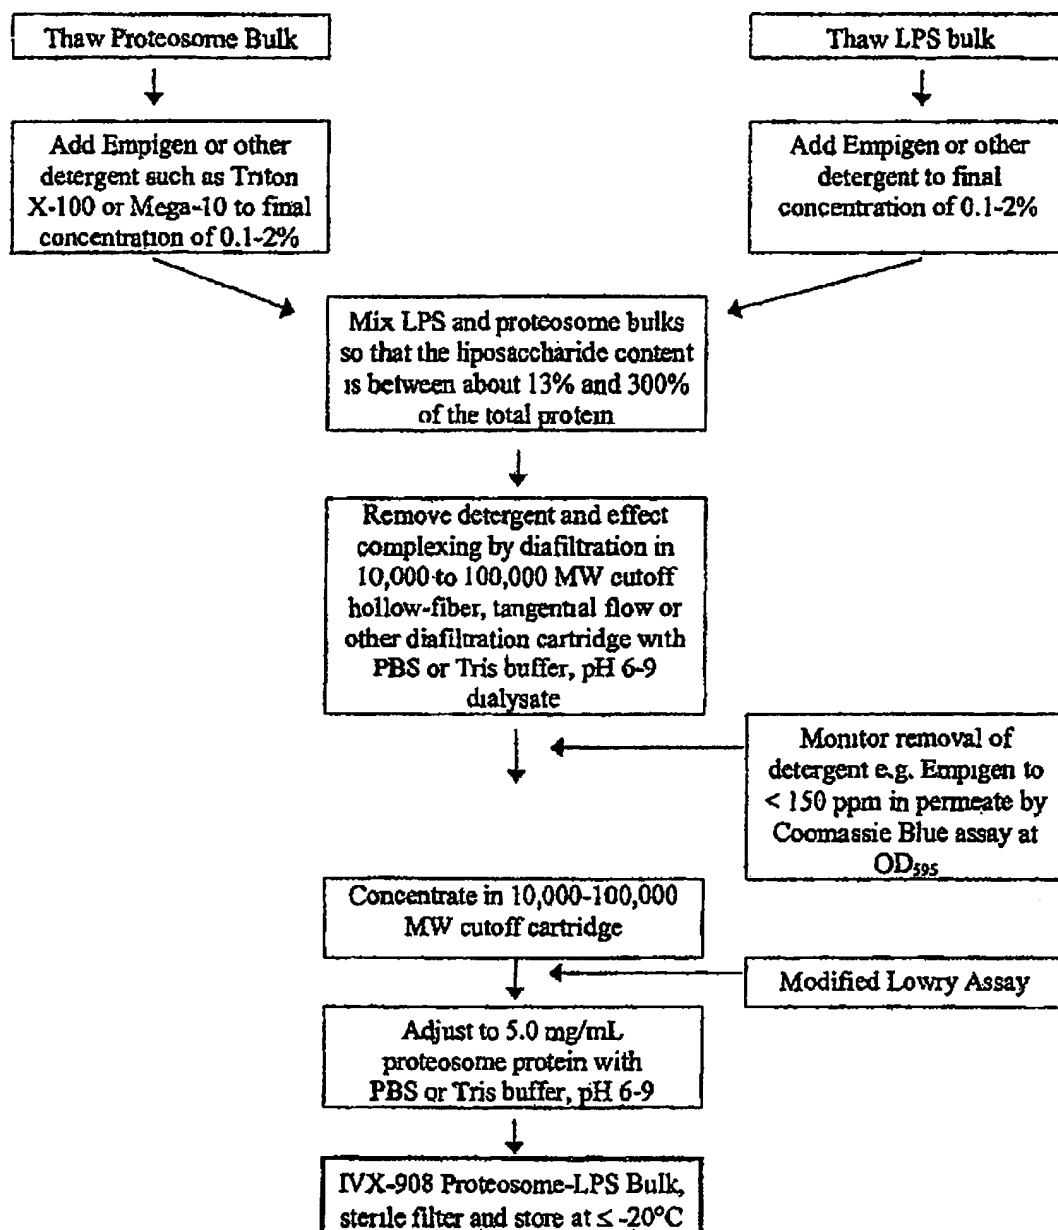 Thaw Proteosome Bulk
Thaw LPS bulk
Add Empigen or other
detergent such as Triton
X-100 or Mega-10 to final
concentration of 0.1-2%
Add Empigen or other
detergent to final
concentration of 0.1-2%
Mix LPS and proteosome bulks
so that the liposaccharide content
is between about 13% and 300%
of the total protein
Remove detergent and effect
complexing by diafiltration in
10,000 to 100,000 MW cutoff
hollow-fiber, tangential flow or
other diafiltration cartridge with
PBS or Tris buffer, pH 6-9
dialysate
Monitor removal of
detergent e.g. Empigen to
< 150 ppm in permeate by
Coomassie Blue assay at
OD₅₉₅
Concentrate in 10,000-100,000
MW cutoff cartridge
Modified Lowry Assay
Adjust to 5.0 mg/mL
proteosome protein with
PBS or Tris buffer, pH 6-9
IVX-908 Proteosome-LPS Bulk,
sterile filter and store at ≤ -20°C